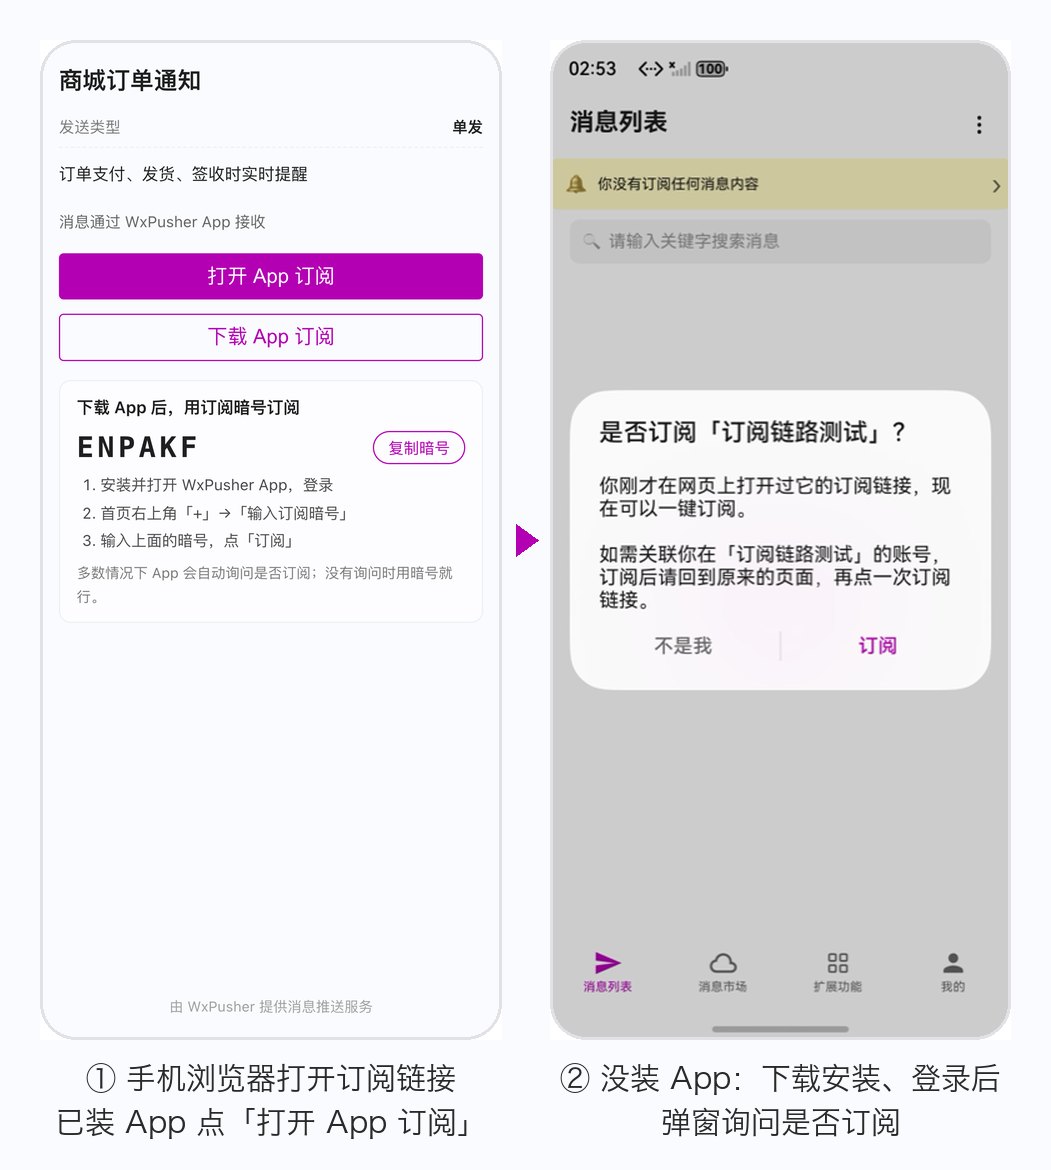 商城订单通知
发送类型 单发
订单支付、发货、签收时实时提醒
消息通过 WxPusher App 接收
打开 App 订阅
下载 App 订阅
下载 App 后，用订阅暗号订阅
ENPAKF 复制暗号
1. 安装并打开 WxPusher App，登录
2. 首页右上角「+」→「输入订阅暗号」
3. 输入上面的暗号，点「订阅」
多数情况下 App 会自动询问是否订阅；没有询问时用暗号就
行。
由 WxPusher 提供消息推送服务
① 手机浏览器打开订阅链接
已装 App 点「打开 App 订阅」
02:53 100
消息列表
你没有订阅任何消息内容
请输入关键字搜索消息
是否订阅「订阅链路测试」？
你刚才在网页上打开过它的订阅链接，现
在可以一键订阅。
如需关联你在「订阅链路测试」的账号，
订阅后请回到原来的页面，再点一次订阅
链接。
不是我 订阅
消息列表 消息市场 扩展功能 我的
② 没装 App：下载安装、登录后
弹窗询问是否订阅